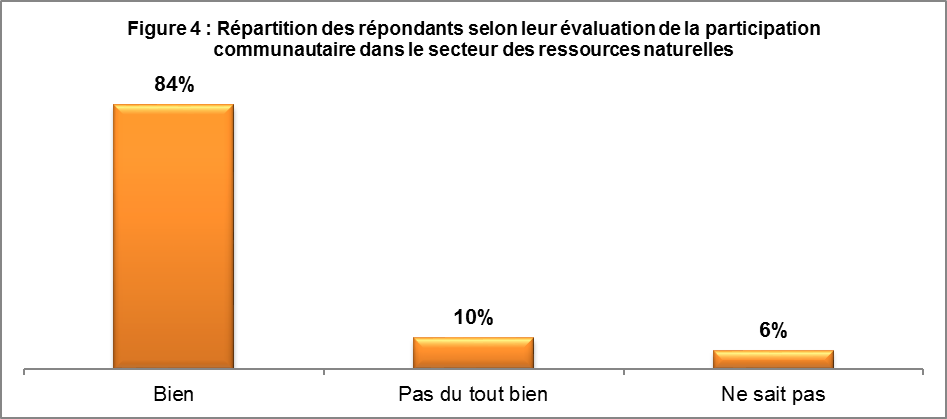 Figure 4 : Répartition des répondants selon leur évaluation de la participation
communautaire dans le secteur des ressources naturelles
84%
10%
6%
Bien
Pas du tout bien
Ne sait pas